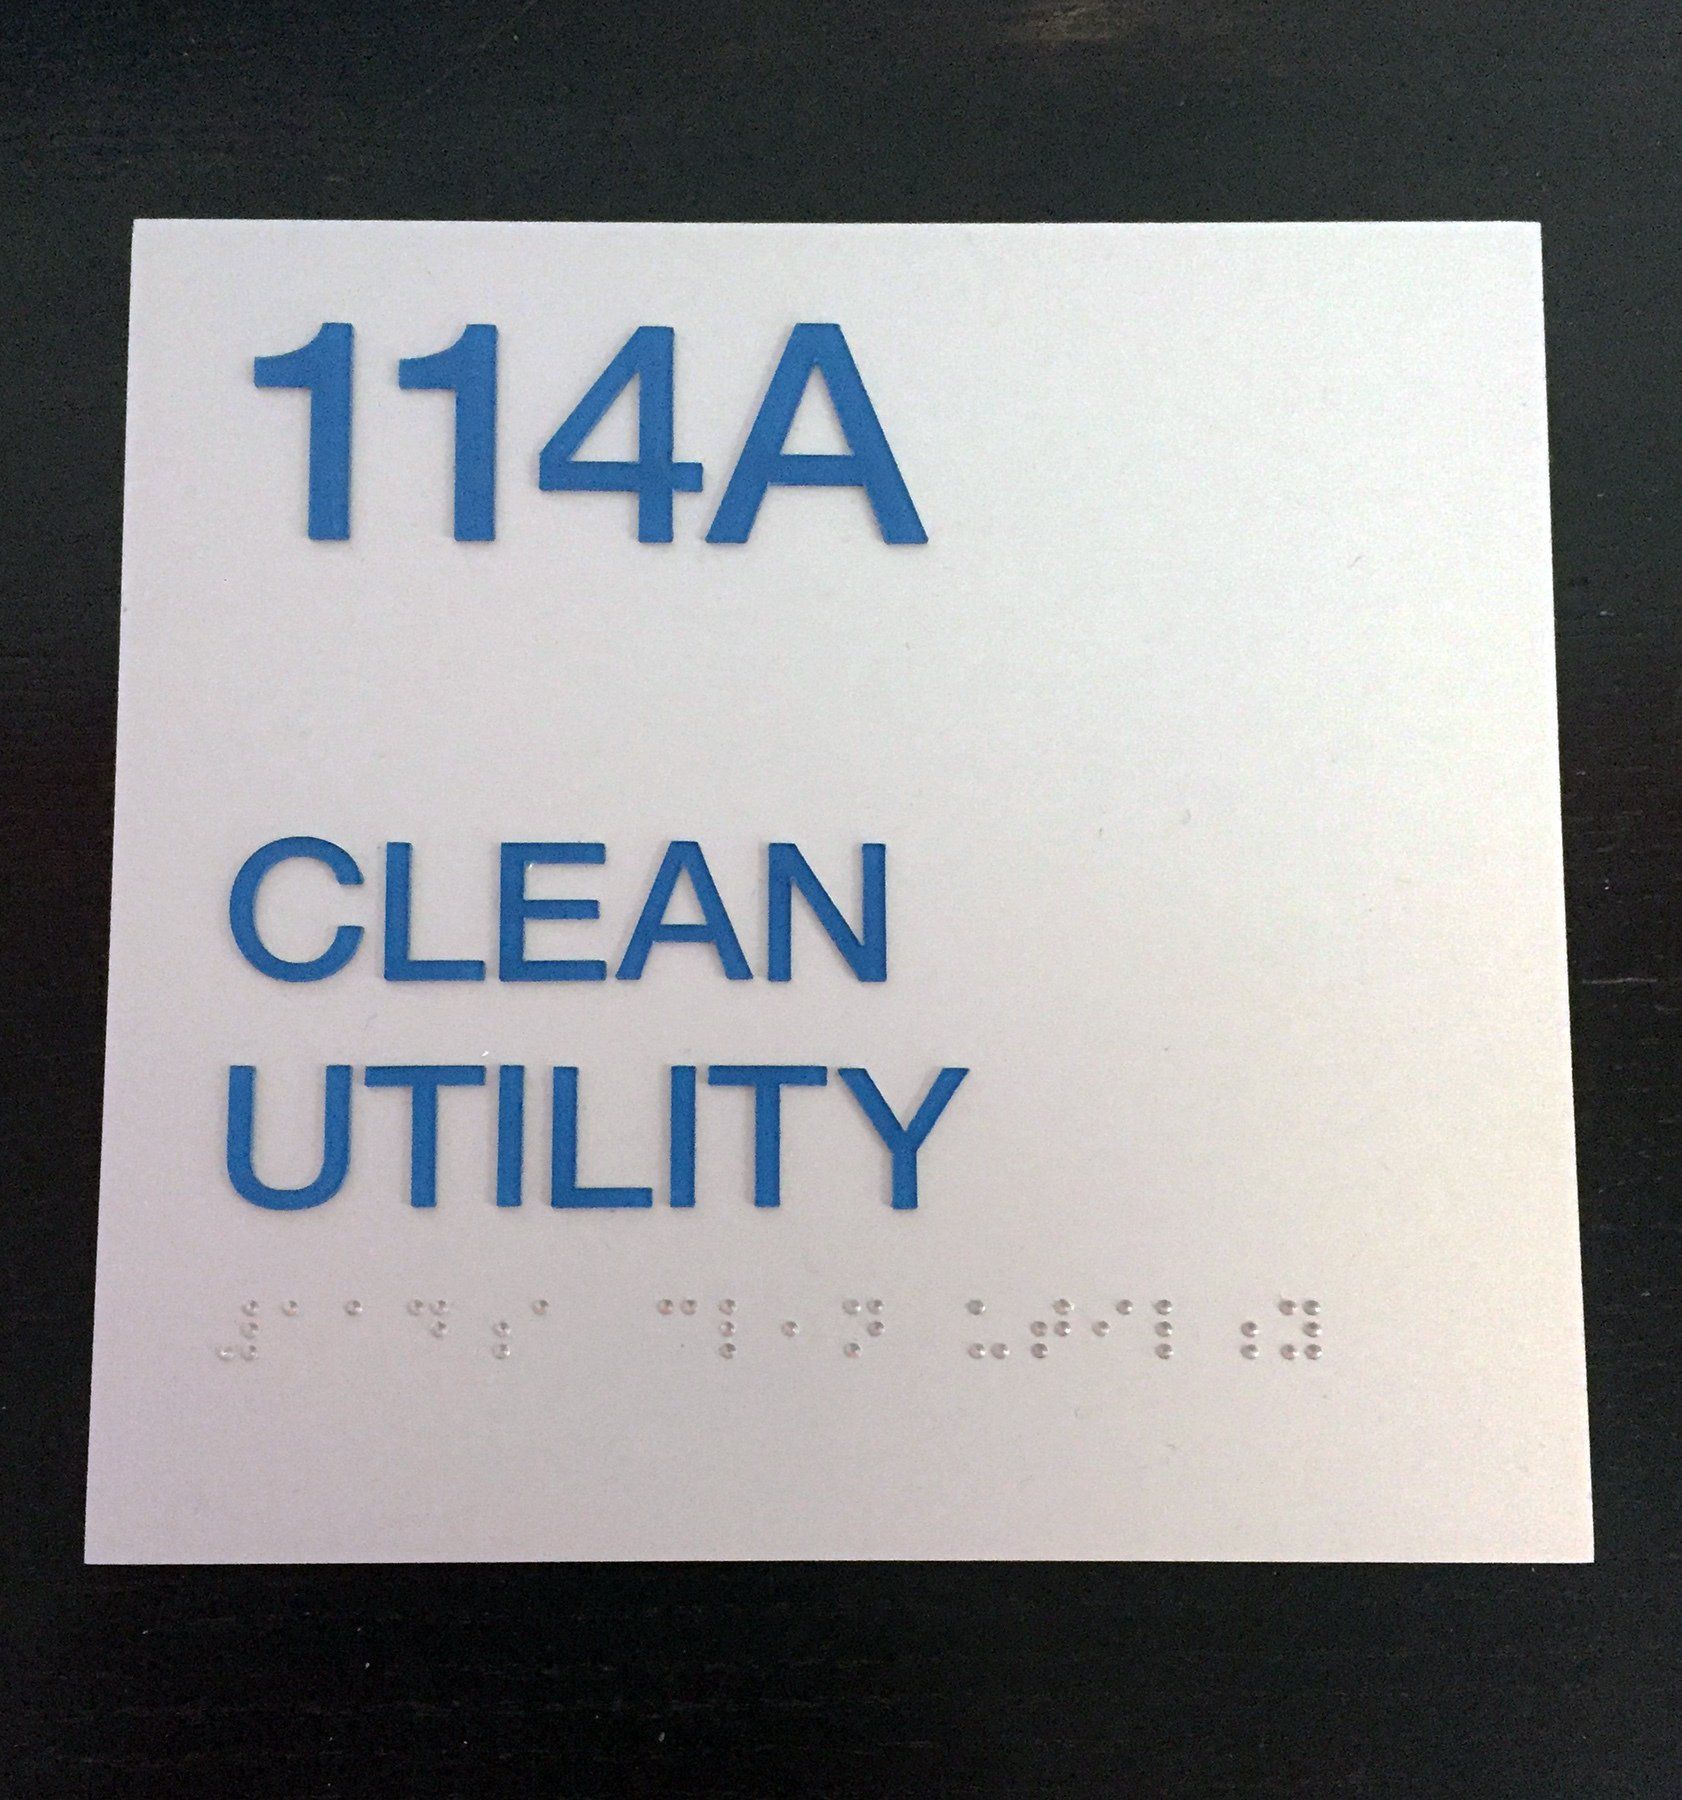 114A
CLEAN
UTILITY
⠼⠁⠁⠙⠰⠁ ⠉⠇⠂⠝ ⠥⠞⠊⠇⠰⠽